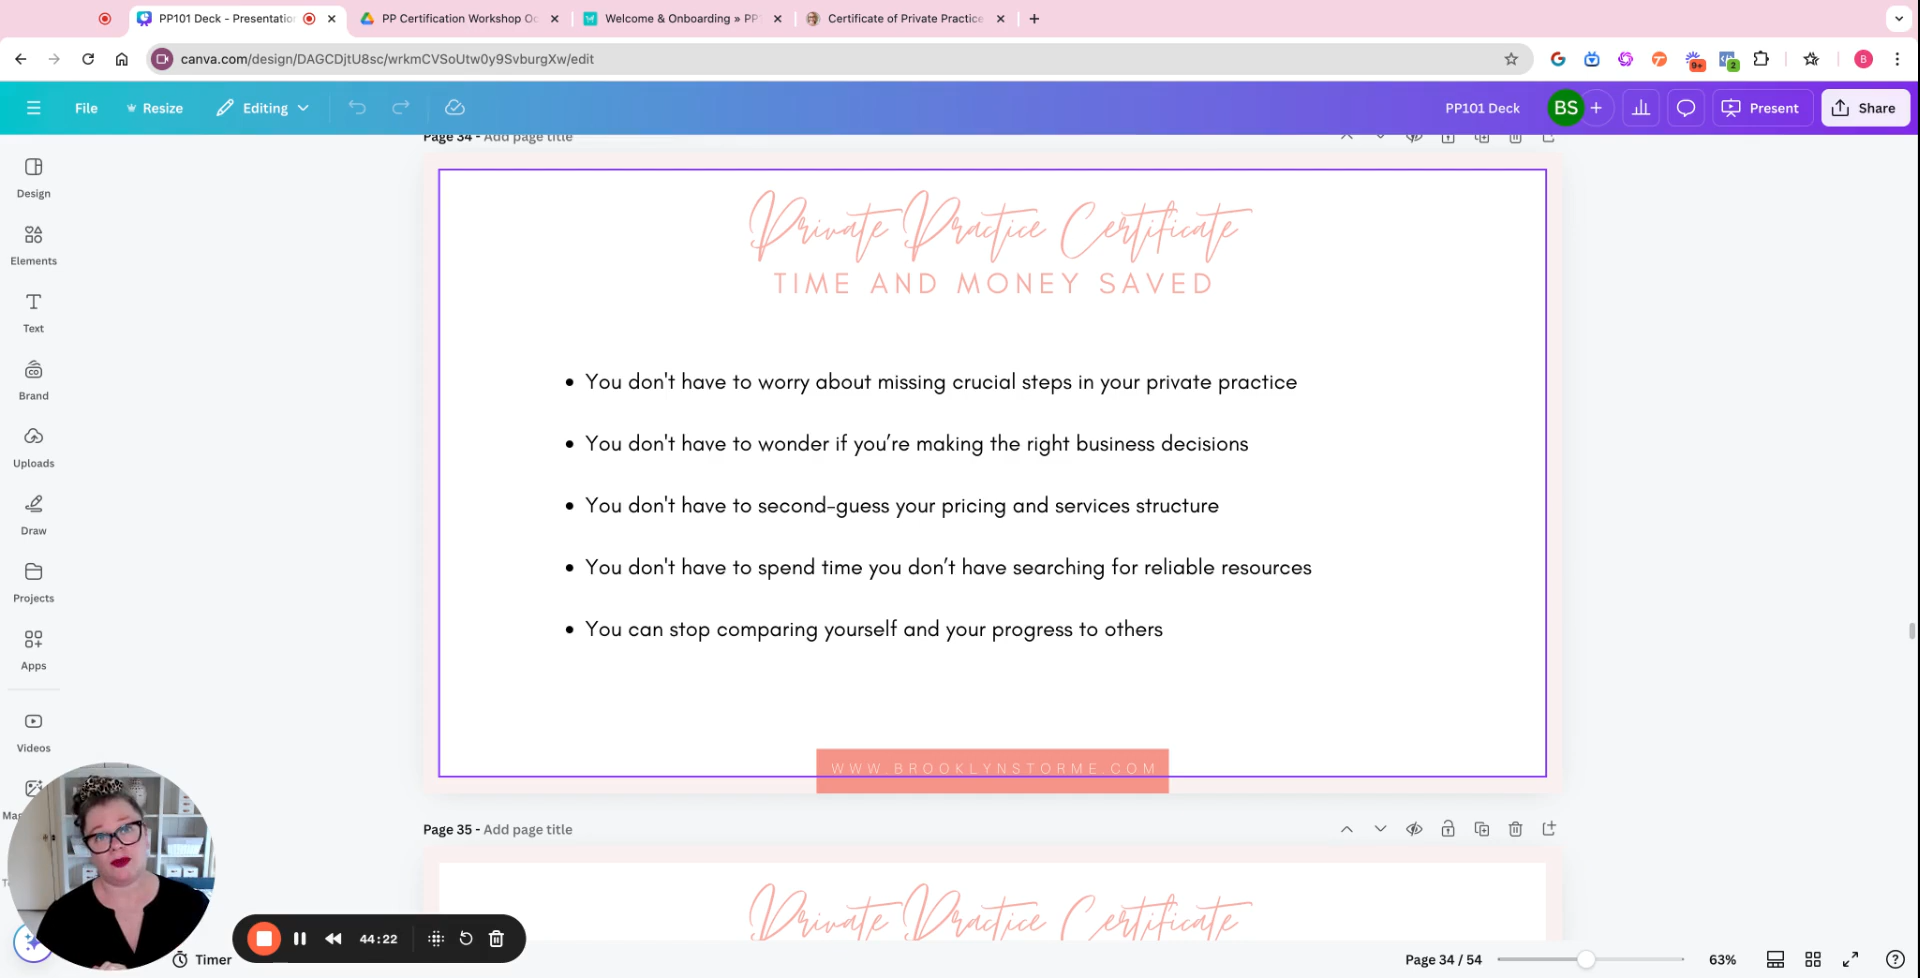 PP101 Deck - Presentation
PP Certification Workshop Oc
Welcome & Onboarding » PP
Certificate of Private Practice
canva.com/design/DAGCDjtU8sc/wrkmCVSoUtw0y9SvburgXw/edit
9+
2
B
File
Resize
Editing
PP101 Deck
BS
Present
Share
Page 34 - Add page title
Design
Elements
Text
Brand
Uploads
Draw
Projects
Apps
Videos
Private Practice Certificate
TIME AND MONEY SAVED
• You don't have to worry about missing crucial steps in your private practice
• You don't have to wonder if you’re making the right business decisions
• You don't have to second-guess your pricing and services structure
• You don't have to spend time you don’t have searching for reliable resources
• You can stop comparing yourself and your progress to others
WWW.BROOKLYNSTORME.COM
Page 35 - Add page title
Private Practice Certificate
44:22
Timer
Page 34 / 54
63%